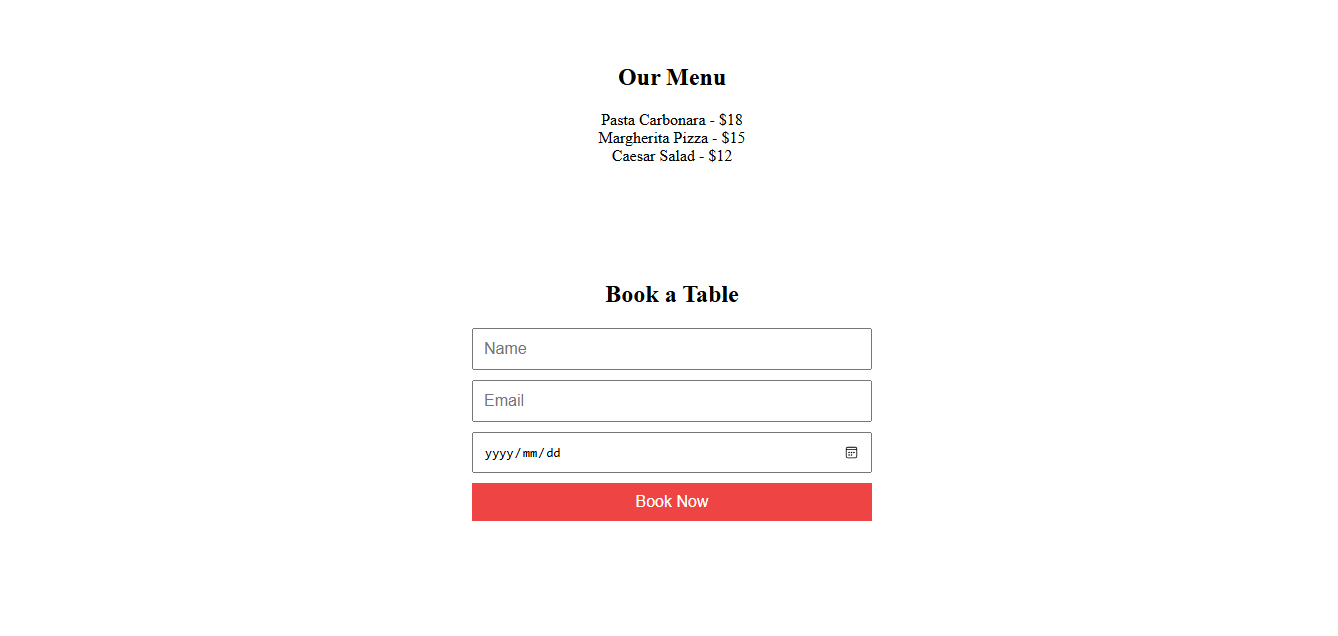 Our Menu
Pasta Carbonara - $18
Margherita Pizza - $15
Caesar Salad - $12
Book a Table
Name
Email
yyyy/mm/dd
Book Now